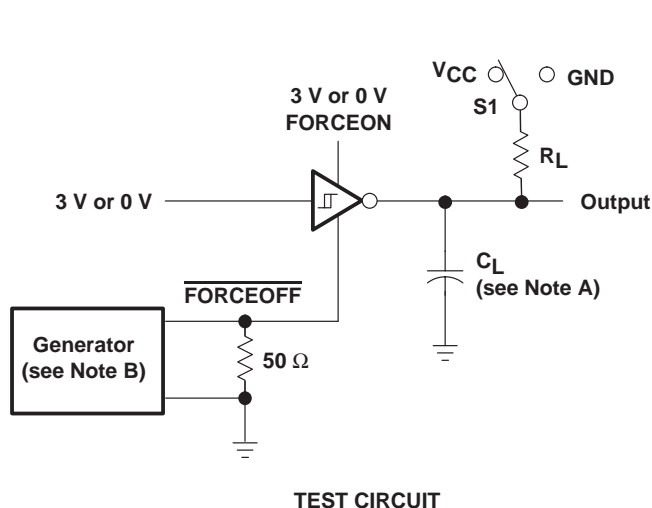 VCC
GND
S1
3 V or 0 V
FORCEON
RL
3 V or 0 V
Output
CL
(see Note A)
FORCEOFF
Generator
(see Note B)
50 Ω
TEST CIRCUIT